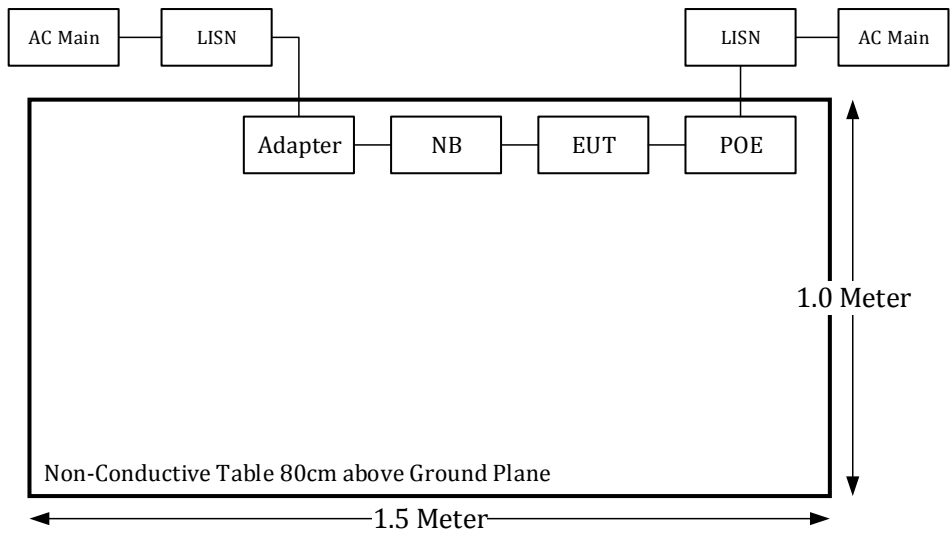 AC Main
LISN
LISN
AC Main
Adapter
NB
EUT
POE
1.0 Meter
Non-Conductive Table 80cm above Ground Plane
1.5 Meter